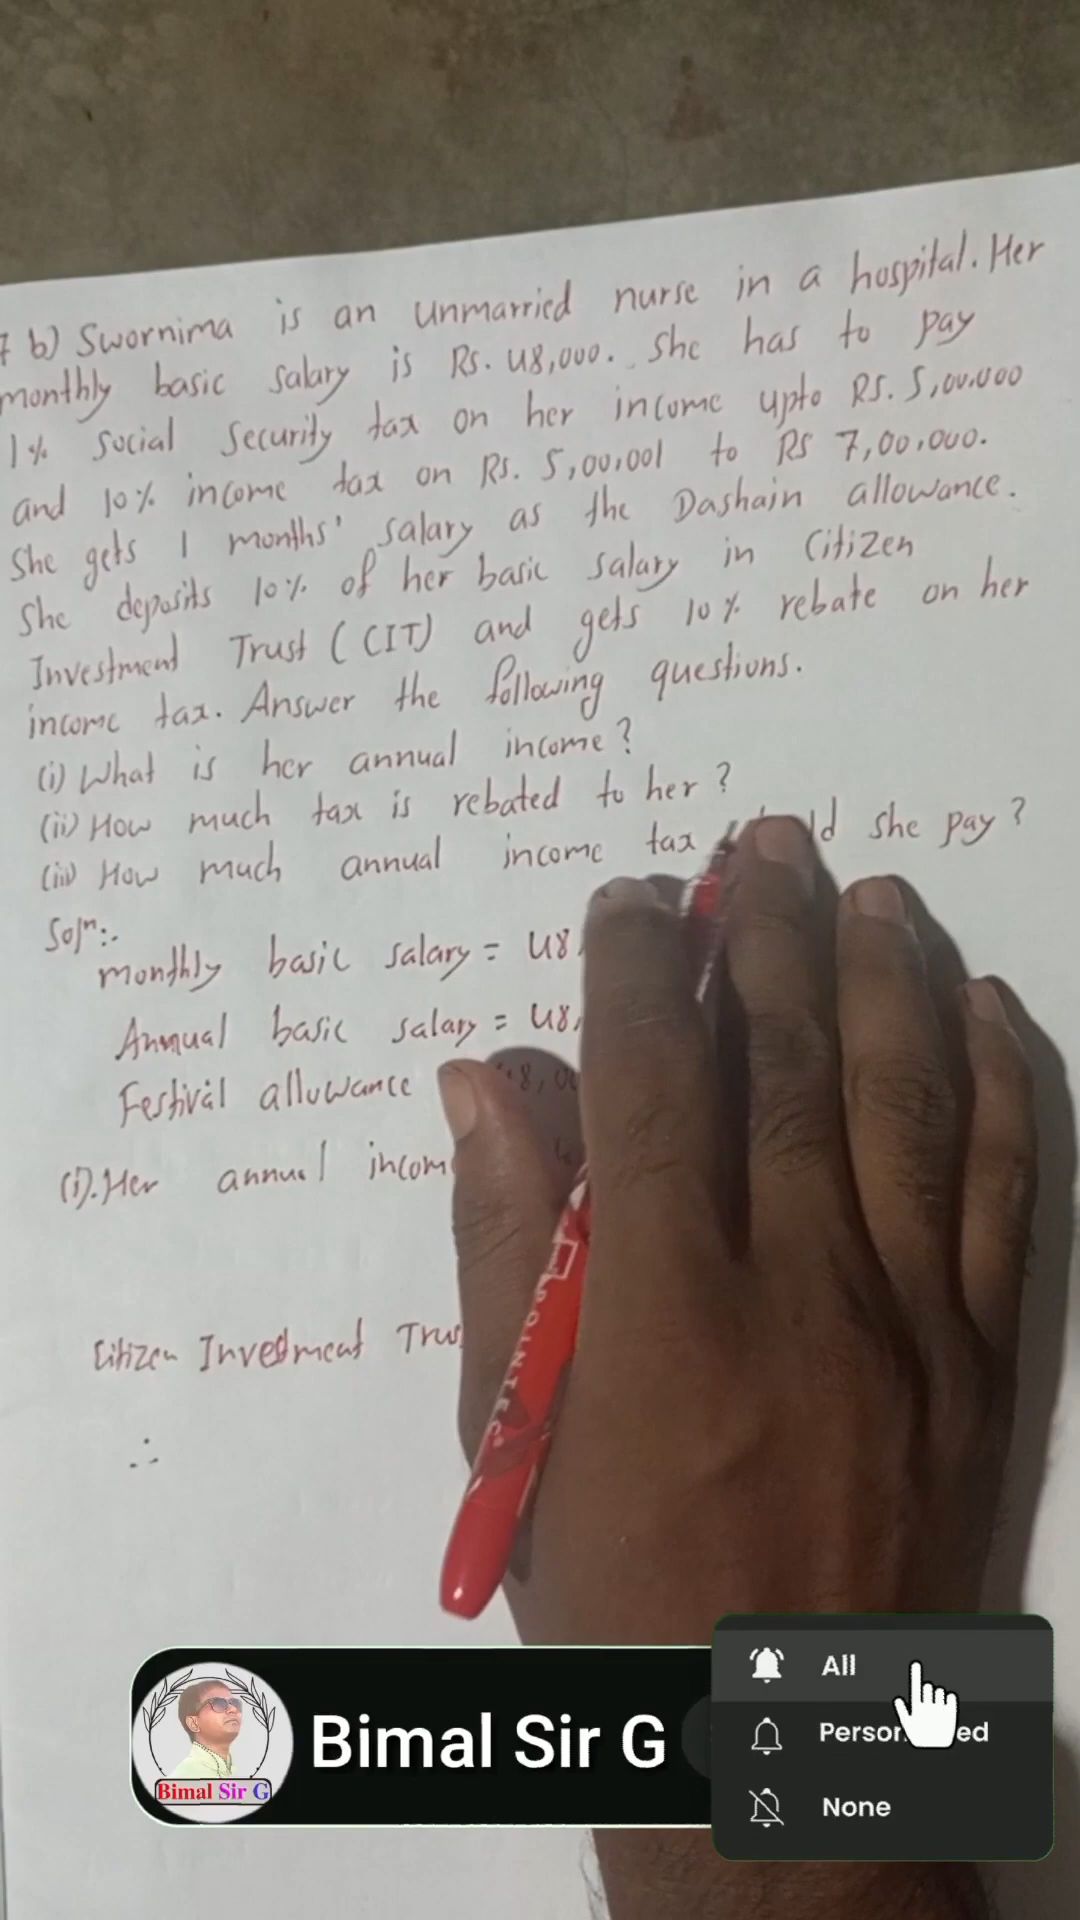 b) Swornima is an unmarried nurse in a hospital. Her
monthly basic salary is Rs. 48,000. She has to pay
1% Social Security tax on her income upto Rs. 5,00,000
and 10% income tax on Rs. 5,00,001 to Rs 7,00,000.
She gets 1 months' salary as the Dashain allowance.
She deposits 10% of her basic salary in Citizen
Investment Trust (CIT) and gets 10% rebate on her
income tax. Answer the following questions.
(i) What is her annual income?
(ii) How much tax is rebated to her?
(iii) How much annual income tax she pay?
Solⁿ:-
monthly basic salary = 48,
Annual basic salary = 48,
Festival allowance
(i). Her annual
Citizen Investment
∴
Bimal Sir G
Bimal Sir G
All
None